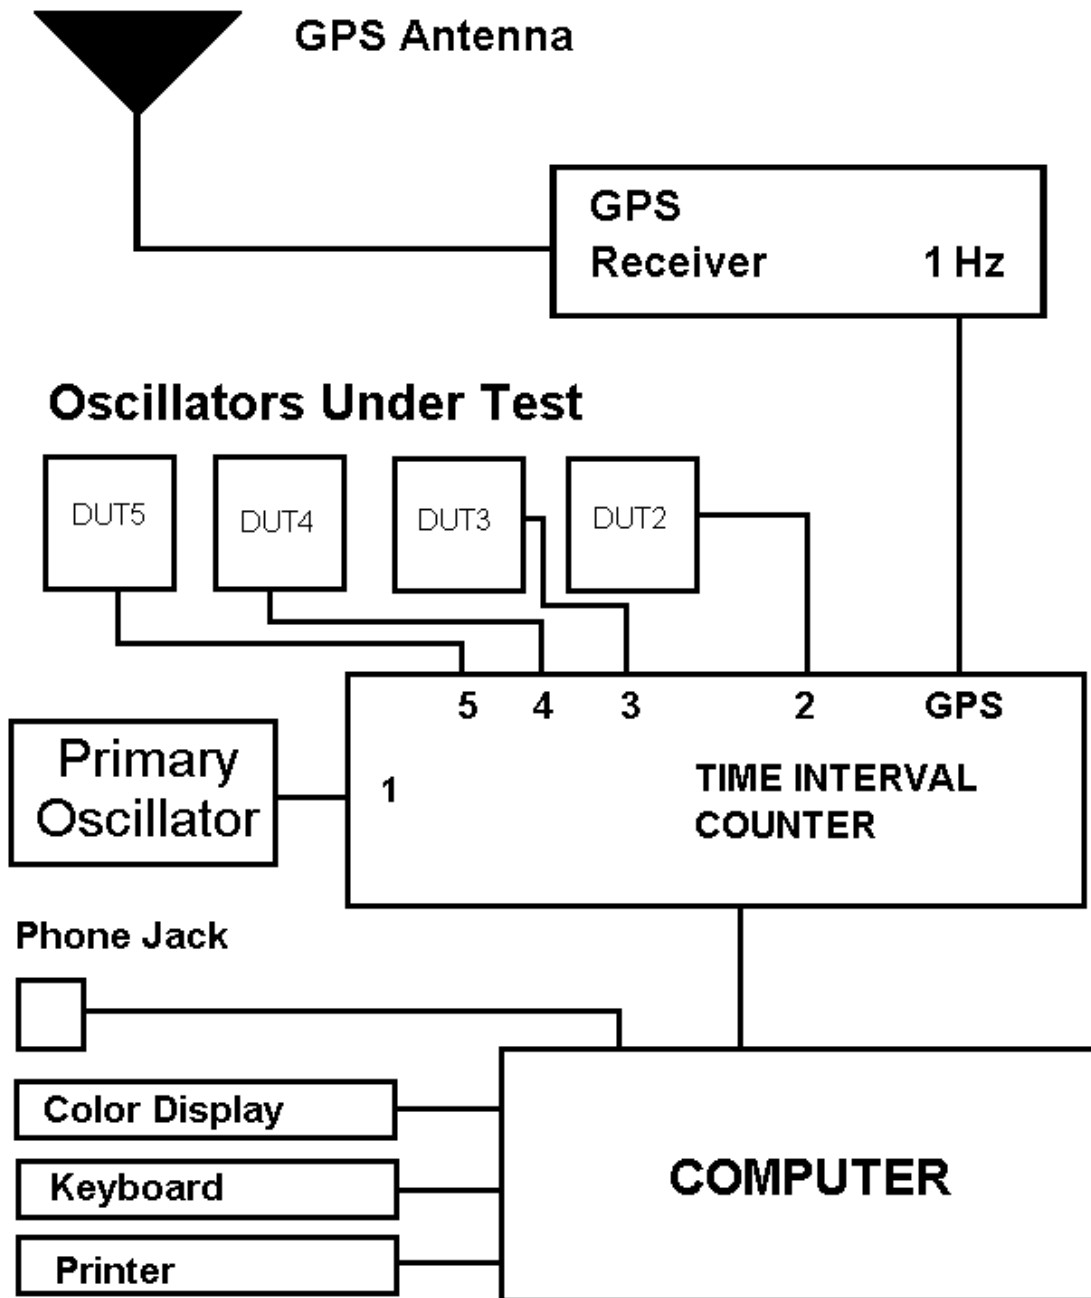 GPS Antenna
GPS
Receiver 1 Hz
Oscillators Under Test
DUT5 DUT4 DUT3 DUT2
5 4 3 2 GPS
Primary
Oscillator
1
TIME INTERVAL
COUNTER
Phone Jack
Color Display
Keyboard
Printer
COMPUTER